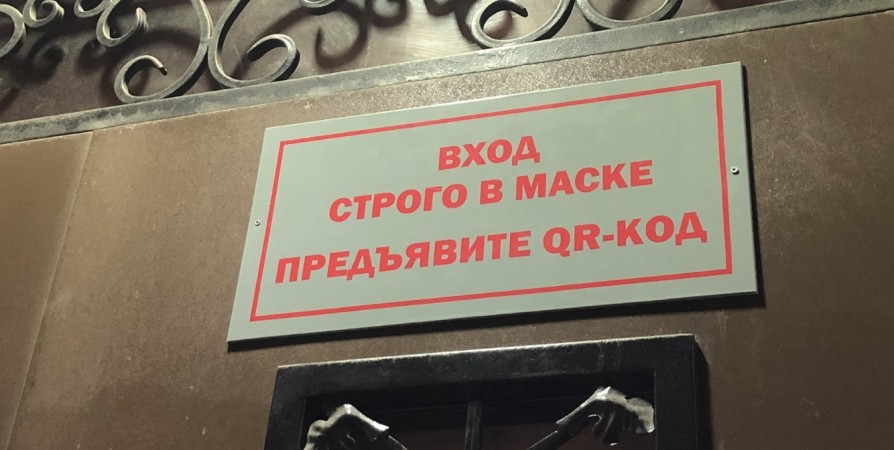 ВХОД
СТРОГО В МАСКЕ
ПРЕДЪЯВИТЕ QR-КОД